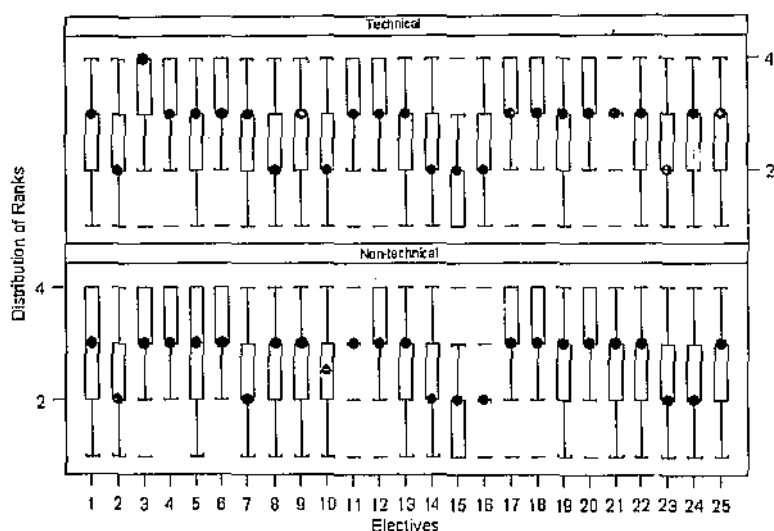 Technical
4
2
Non-technical
4
2
Distribution of Ranks
1 2 3 4 5 6 7 8 9 10 11 12 13 14 15 16 17 18 19 20 21 22 23 24 25
Electives